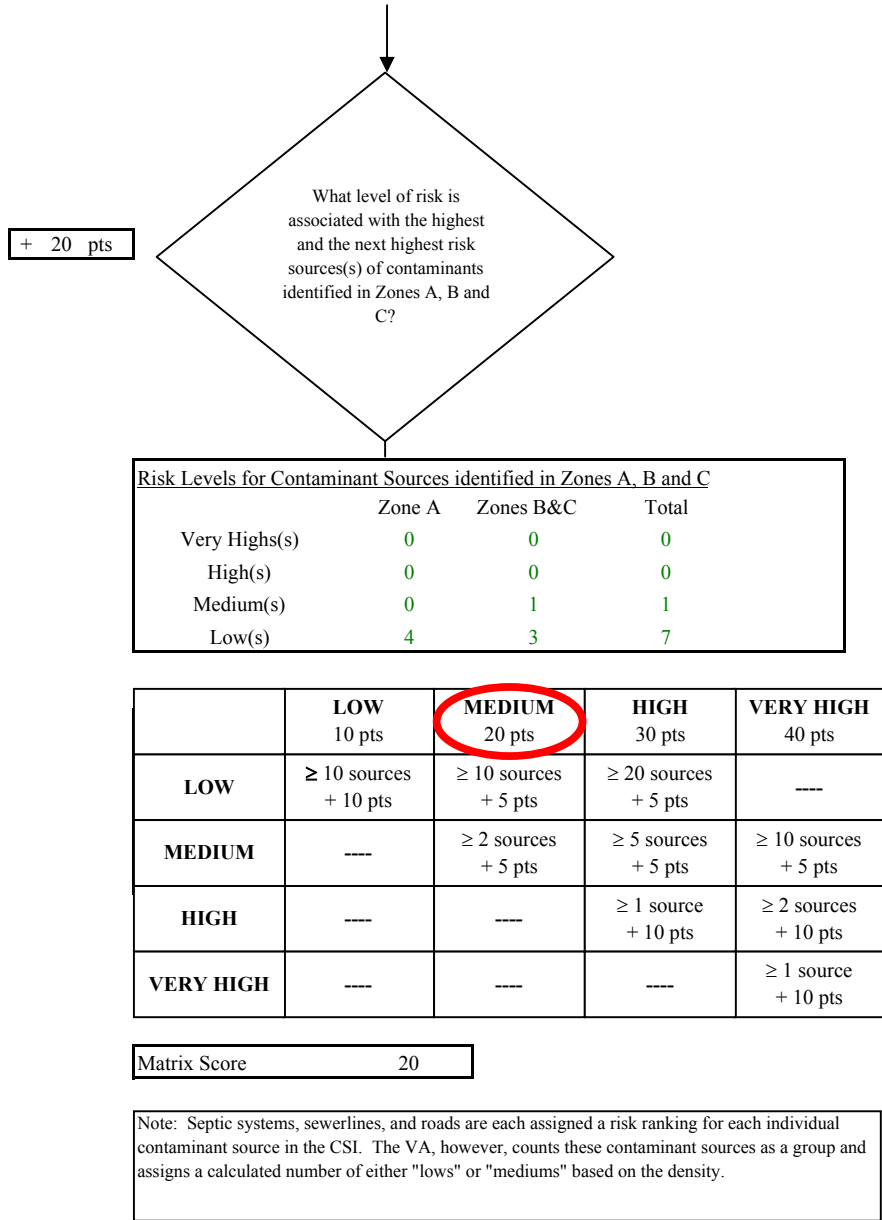 What level of risk is
associated with the highest
and the next highest risk
sources(s) of contaminants
identified in Zones A, B and
C?
+ 20 pts
Risk Levels for Contaminant Sources identified in Zones A, B and C
Zone A Zones B&C Total
Very Highs(s) 0 0 0
High(s) 0 0 0
Medium(s) 0 1 1
Low(s) 4 3 7
LOW MEDIUM HIGH VERY HIGH
10 pts 20 pts 30 pts 40 pts
LOW ≥ 10 sources ≥ 10 sources ≥ 20 sources ----
+ 10 pts + 5 pts + 5 pts
MEDIUM ---- ≥ 2 sources ≥ 5 sources ≥ 10 sources
+ 5 pts + 5 pts + 5 pts
HIGH ---- ---- ≥ 1 source ≥ 2 sources
+ 10 pts + 10 pts
VERY HIGH ---- ---- ---- ≥ 1 source
+ 10 pts
Matrix Score 20
Note: Septic systems, sewerlines, and roads are each assigned a risk ranking for each individual
contaminant source in the CSI. The VA, however, counts these contaminant sources as a group and
assigns a calculated number of either "lows" or "mediums" based on the density.